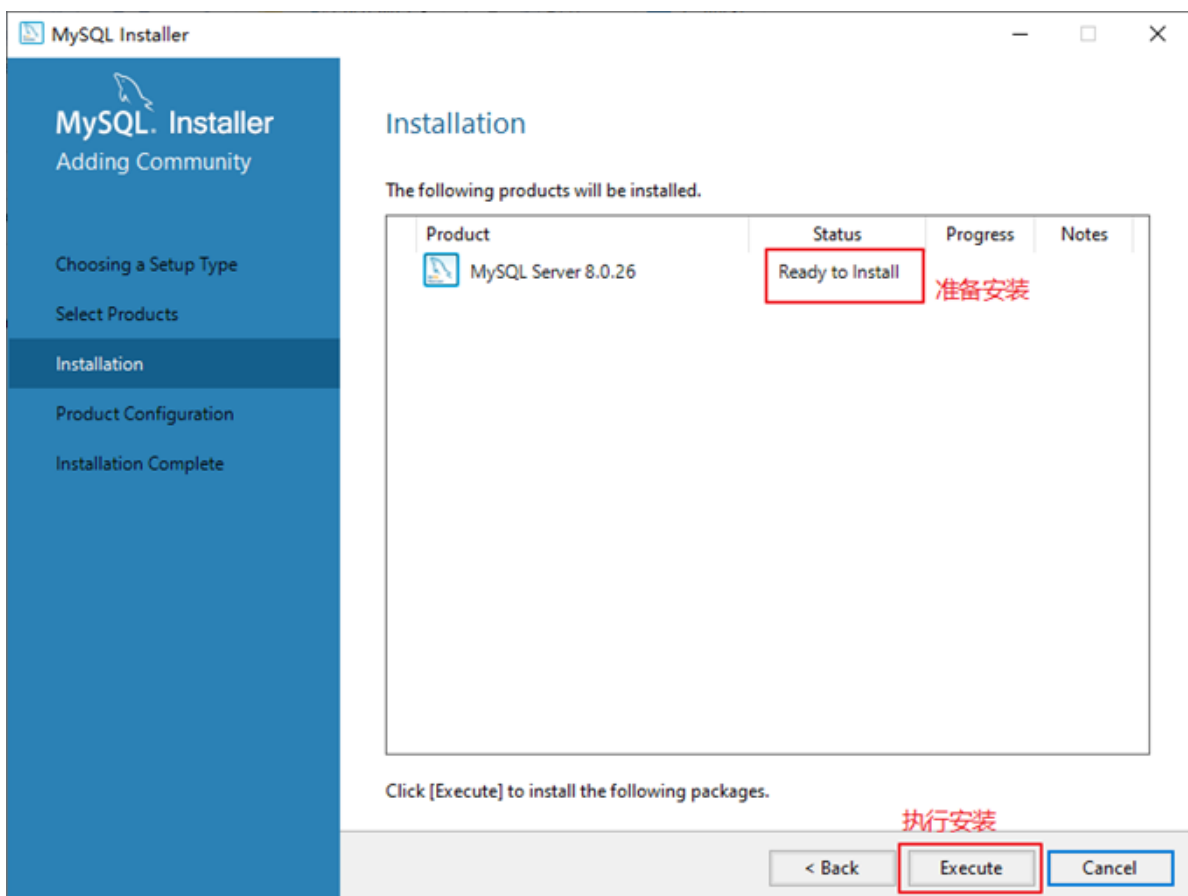 MySQL Installer
MySQL. Installer
Adding Community
Choosing a Setup Type
Select Products
Installation
Product Configuration
Installation Complete
Installation
The following products will be installed.
Product Status Progress Notes
MySQL Server 8.0.26 Ready to Install
准备安装
Click [Execute] to install the following packages.
执行安装
< Back Execute Cancel